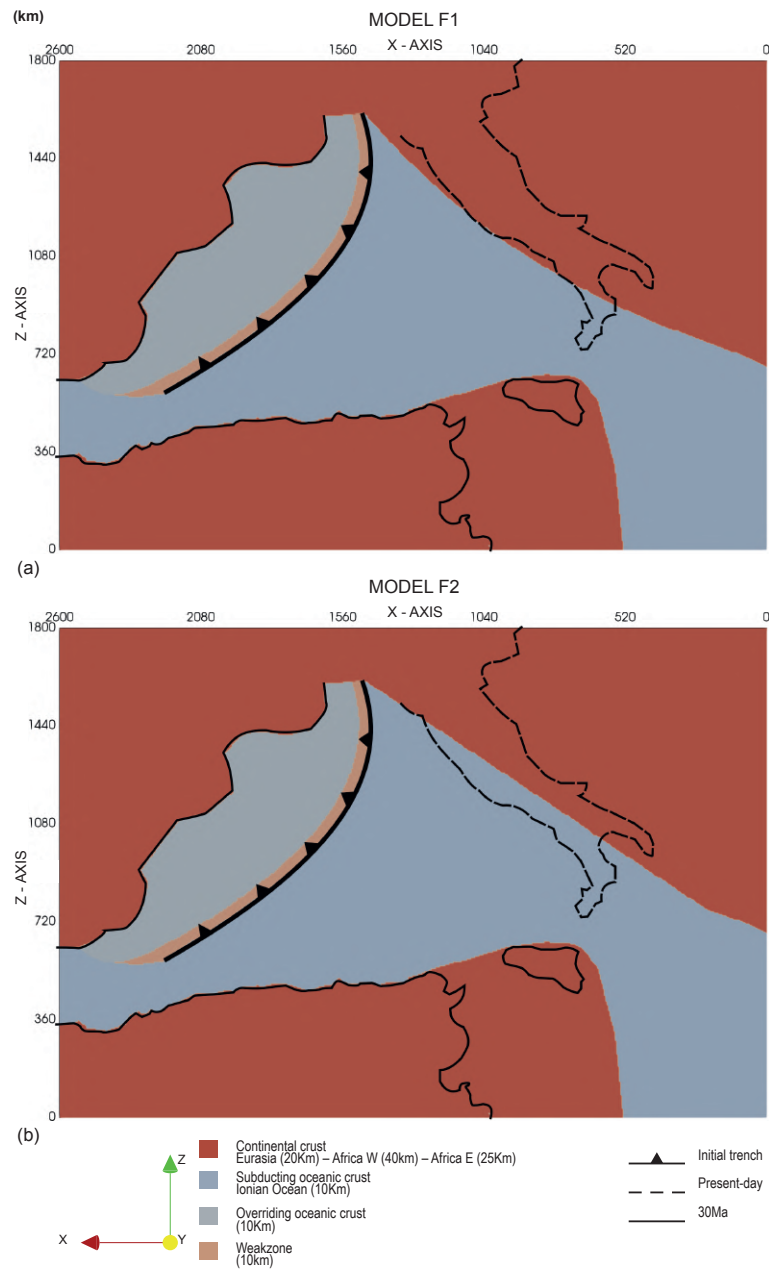 (km)
MODEL F1
X - AXIS
2600 2080 1560 1040 520 0
1800
1440
1080
720
360
0
Z - AXIS
(a)
MODEL F2
X - AXIS
2600 2080 1560 1040 520 0
1800
1440
1080
720
360
0
Z - AXIS
(b)
Z
X
Y
Continental crust
Eurasia (20Km) – Africa W (40km) – Africa E (25Km)
Subducting oceanic crust
Ionian Ocean (10Km)
Overriding oceanic crust
(10Km)
Weakzone
(10km)
Initial trench
Present-day
30Ma